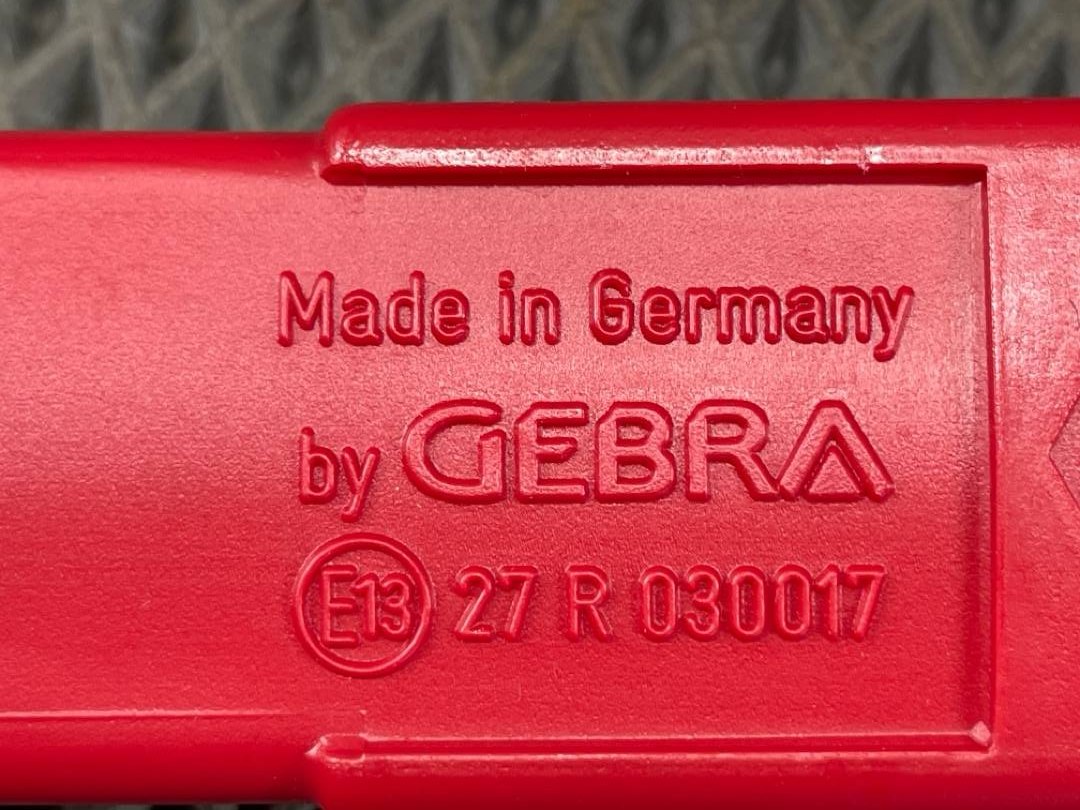 Made in Germany
by GEBRA
E13 27 R 030017